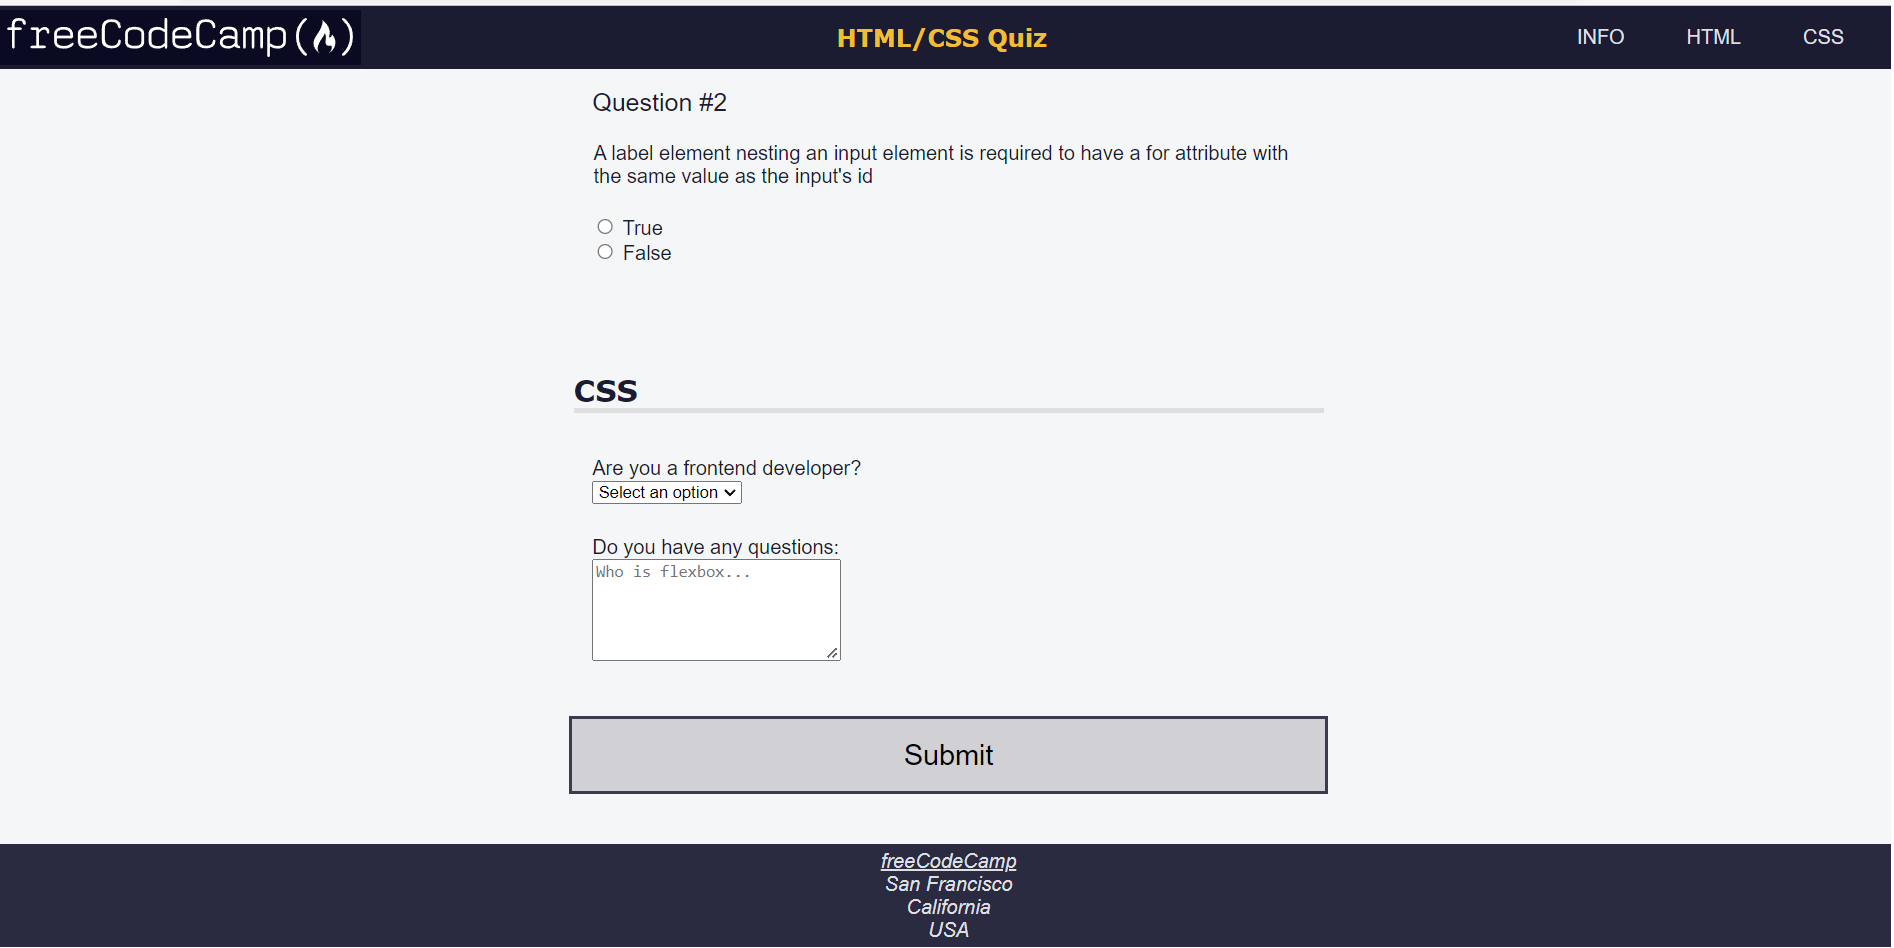 freeCodeCamp
HTML/CSS Quiz
INFO
HTML
CSS
Question #2
A label element nesting an input element is required to have a for attribute with
the same value as the input's id
True
False
CSS
Are you a frontend developer?
Select an option
Do you have any questions:
Who is flexbox...
Submit
freeCodeCamp
San Francisco
California
USA